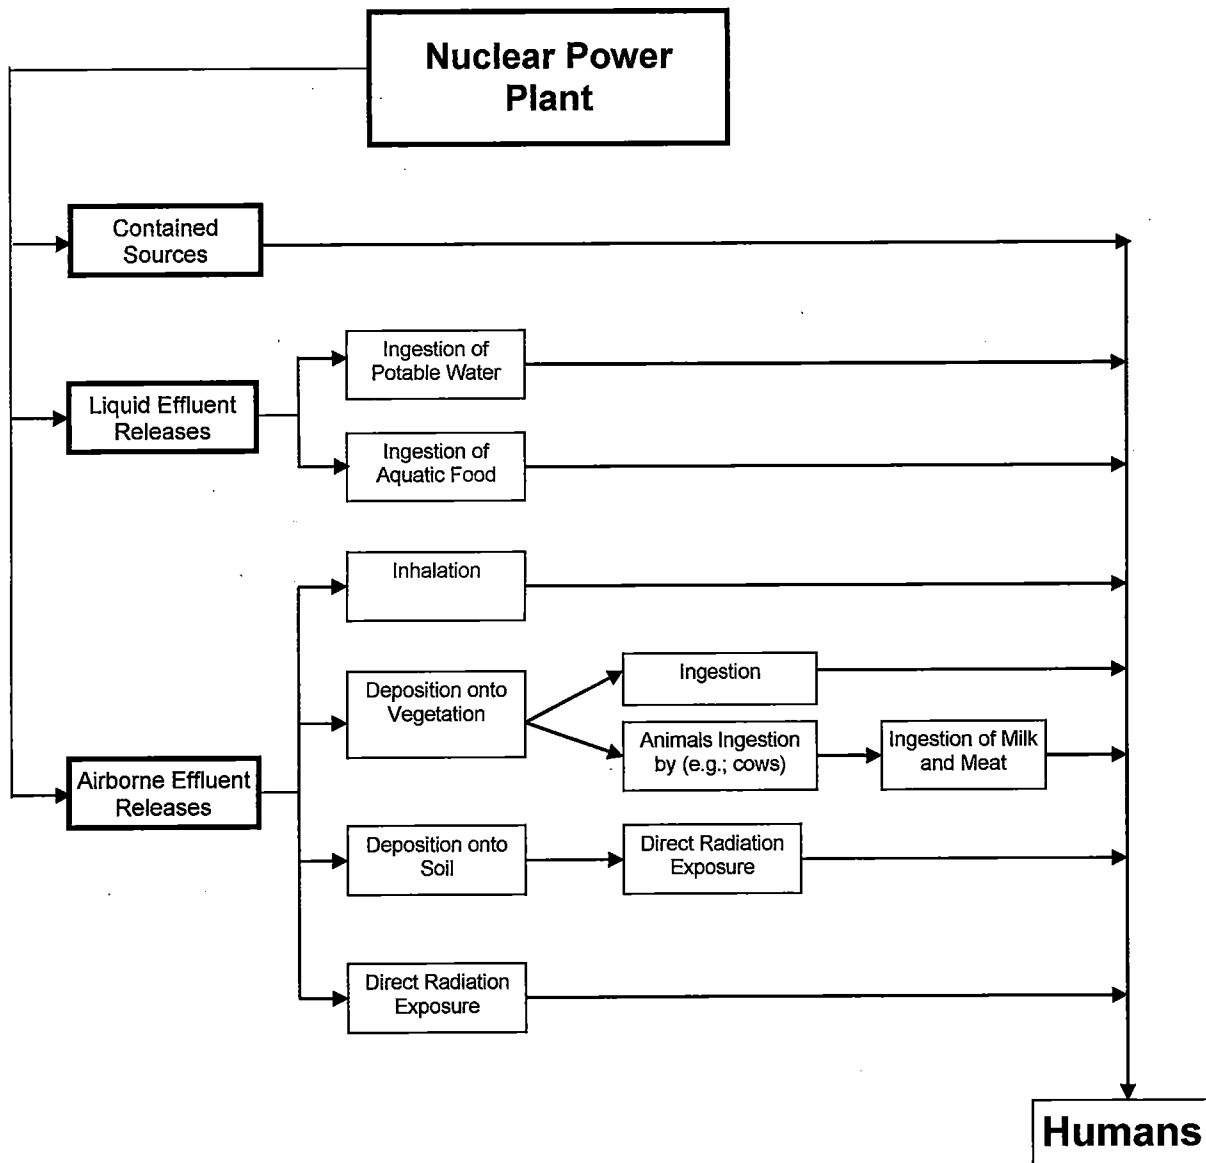 Nuclear Power
Plant
Contained
Sources
Ingestion of
Potable Water
Liquid Effluent
Releases
Ingestion of
Aquatic Food
Inhalation
Deposition onto
Vegetation
Ingestion
Animals Ingestion
by (e.g.; cows)
Ingestion of Milk
and Meat
Airborne Effluent
Releases
Deposition onto
Soil
Direct Radiation
Exposure
Direct Radiation
Exposure
Humans